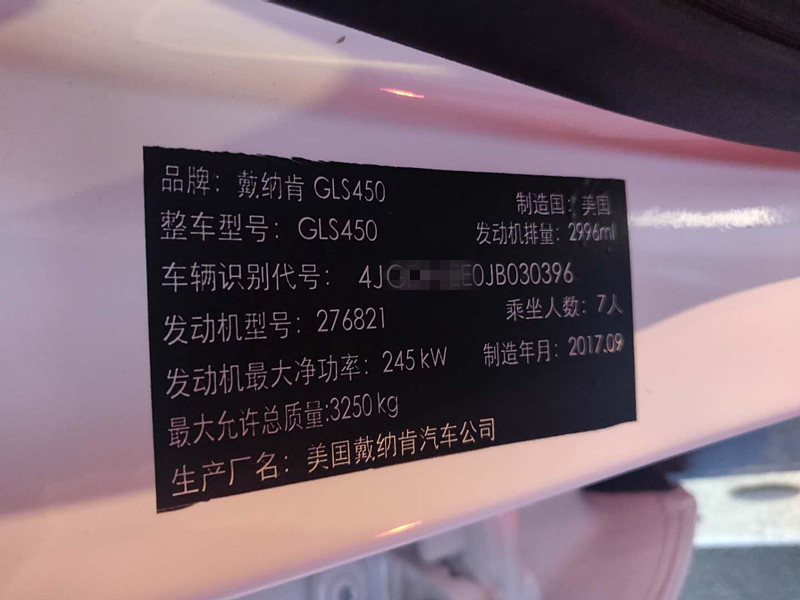 品牌：戴纳肯 GLS450
制造国：美国
整车型号：GLS450
发动机排量：2996ml
车辆识别代号：4JG E0JB030396
乘坐人数：7人
发动机型号：276821
发动机最大净功率：245 kW
制造年月：2017.09
最大允许总质量:3250 kg
生产厂名：美国戴纳肯汽车公司